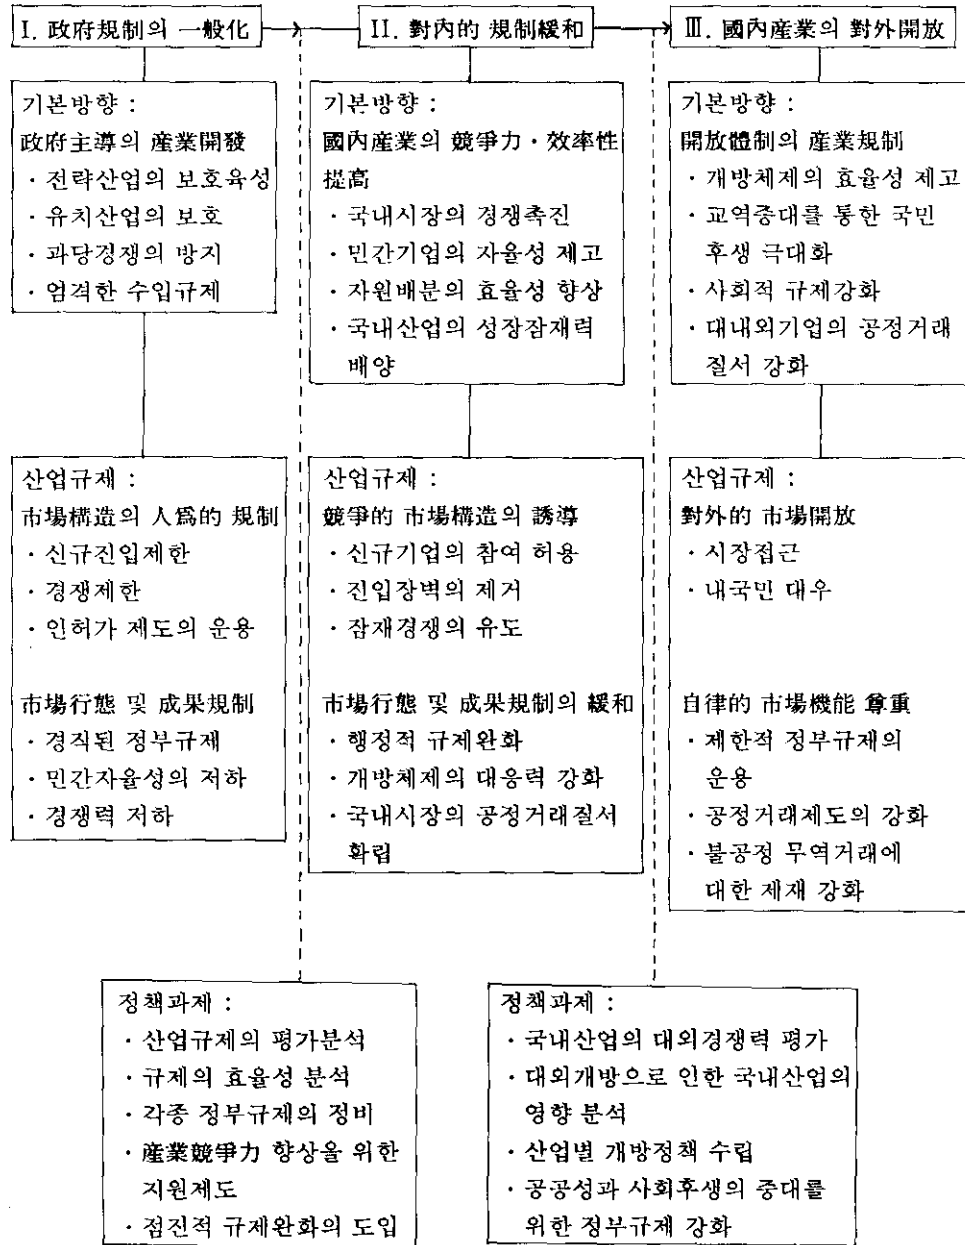 I. 政府規制의 一般化
II. 對內的 規制緩和
Ⅲ. 國內産業의 對外開放
기본방향 :
政府主導의 産業開發
· 전략산업의 보호육성
· 유치산업의 보호
· 과당경쟁의 방지
· 엄격한 수입규제
기본방향 :
國內産業의 競爭力·效率性
提高
· 국내시장의 경쟁촉진
· 민간기업의 자율성 제고
· 자원배분의 효율성 향상
· 국내산업의 성장잠재력
배양
기본방향 :
開放體制의 産業規制
· 개방체제의 효율성 제고
· 교역증대를 통한 국민
후생 극대화
· 사회적 규제강화
· 대내외기업의 공정거래
질서 강화
산업규제 :
市場構造의 人爲的 規制
· 신규진입제한
· 경쟁제한
· 인허가 제도의 운용
市場行態 및 成果規制
· 경직된 정부규제
· 민간자율성의 저하
· 경쟁력 저하
산업규제 :
競爭的 市場構造의 誘導
· 신규기업의 참여 허용
· 진입장벽의 제거
· 잠재경쟁의 유도
市場行態 및 成果規制의 緩和
· 행정적 규제완화
· 개방체제의 대응력 강화
· 국내시장의 공정거래질서
확립
산업규제 :
對外的 市場開放
· 시장접근
· 내국민 대우
自律的 市場機能 尊重
· 제한적 정부규제의
운용
· 공정거래제도의 강화
· 불공정 무역거래에
대한 제재 강화
정책과제 :
· 산업규제의 평가분석
· 규제의 효율성 분석
· 각종 정부규제의 정비
· 産業競爭力 향상을 위한
지원제도
· 점진적 규제완화의 도입
정책과제 :
· 국내산업의 대외경쟁력 평가
· 대외개방으로 인한 국내산업의
영향 분석
· 산업별 개방정책 수립
· 공공성과 사회후생의 증대를
위한 정부규제 강화